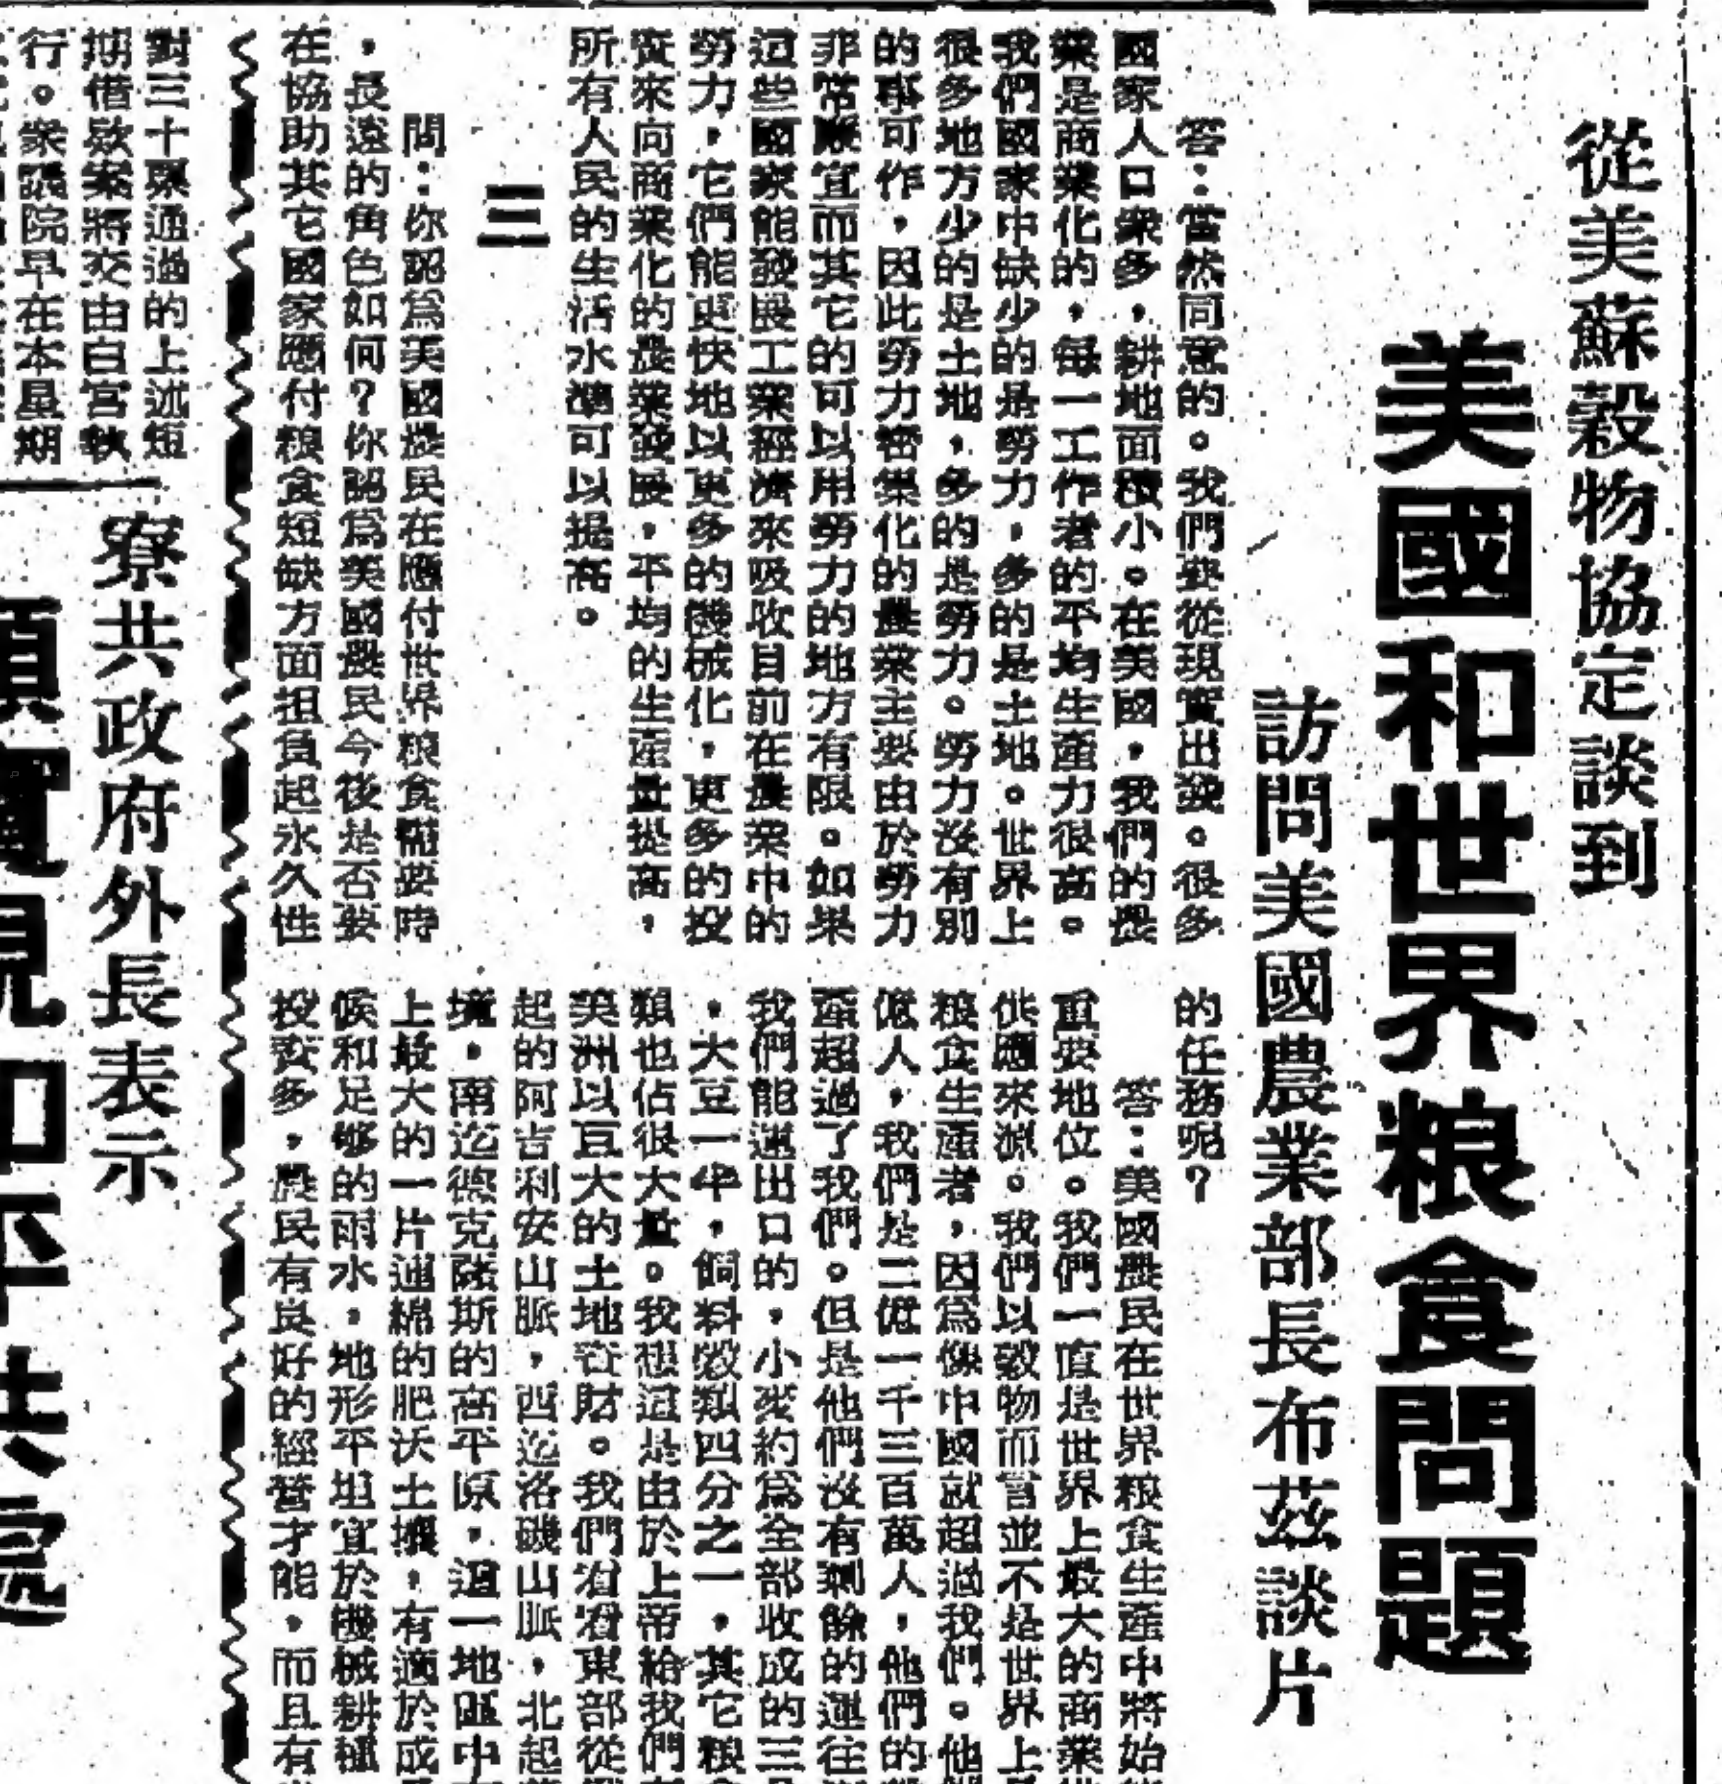 從美蘇穀物協定談到
美國和世界粮食問題
訪問美國農業部長布茲談片
答：當然同意的。我們要從現實出發。很多
國家人口衆多，耕地面積小。在美國，我們的農
業是商業化的，每一工作者的平均生產力很高。
我們國家中缺少的是勞力，多的是土地。世界上
很多地方少的是土地，多的是勞力。勞力沒有別
的事可作，因此勞力密集化的農業主要由於勞力
非常廉宜而其它的可以用勞力的地方有限。如果
這些國家能發展工業經濟來吸收目前在農業中的
勞力，它們能更快地以更多的機械化，更多的投
資來向商業化的農業發展，平均的生產量提高，
所有人民的生活水準可以提高。
三
問：你認爲美國農民在應付世界粮食需要時
，長遠的角色如何？你認爲美國農民今後是否要
在協助其它國家應付粮食短缺方面担負起永久性
的任務呢？
答：美國農民在世界粮食生產中將始
重要地位。我們一直是世界上最大的商業
供應來源。我們以穀物而言並不是世界上
粮食生產者，因爲像中國就超過我們。他
億人，我們是二億一千三百萬人，他們的
產超過了我們。但是他們沒有剩餘的運往
我們能運出口的，小麥約爲全部收成的三
，大豆一半，飼料穀類四分之一，其它粮
類也佔很大量。我想這是由於上帝給我們
美洲以巨大的土地資財。我們看看東部從
起的阿吉利安山脈，西迄洛磯山脈，北起
境，南迄德克薩斯的高平原，這一地區中
上最大的一片連綿的肥沃土壤，有適於成
候和足够的雨水，地形平坦宜於機械耕種
投資多，農民有良好的經營才能，而且有
對三十票通過的上述短
期借款案將交由白宮執
行。衆議院早在本星期
寮共政府外長表示